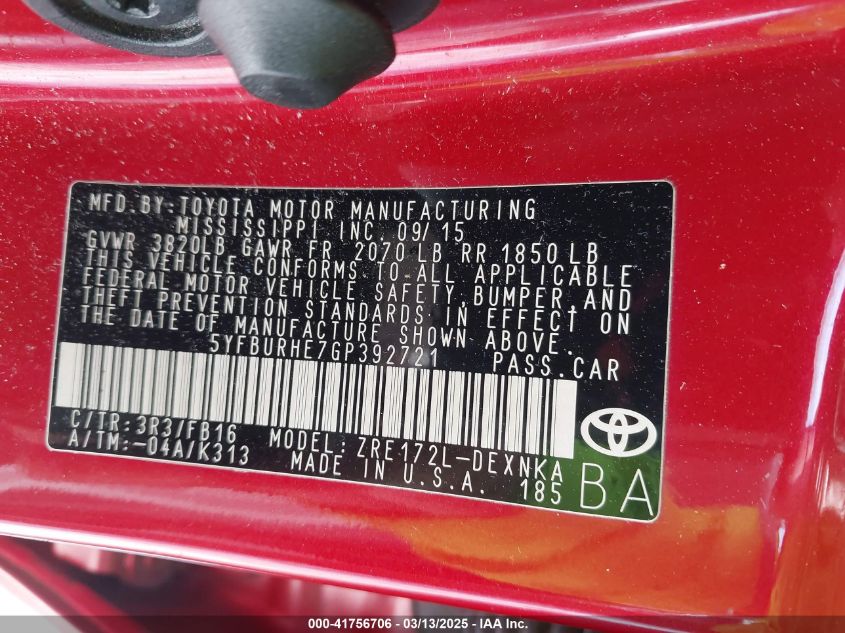 MFD. BY: TOYOTA MOTOR MANUFACTURING
MISSISSIPPI INC. 09/15
GVWR 3820LB GAWR FR 2070 LB RR 1850 LB
THIS VEHICLE CONFORMS TO ALL APPLICABLE
FEDERAL MOTOR VEHICLE SAFETY, BUMPER, AND
THEFT PREVENTION STANDARDS IN EFFECT ON
THE DATE OF MANUFACTURE SHOWN ABOVE.
5YFBURHE7GP392721 PASS. CAR
C/TR: 3R3/FB16 MODEL: ZRE172L-DEXNKA
A/TM: -04A/K313 MADE IN U.S.A. 185
BA
000-41756706 - 03/13/2025 - IAA Inc.